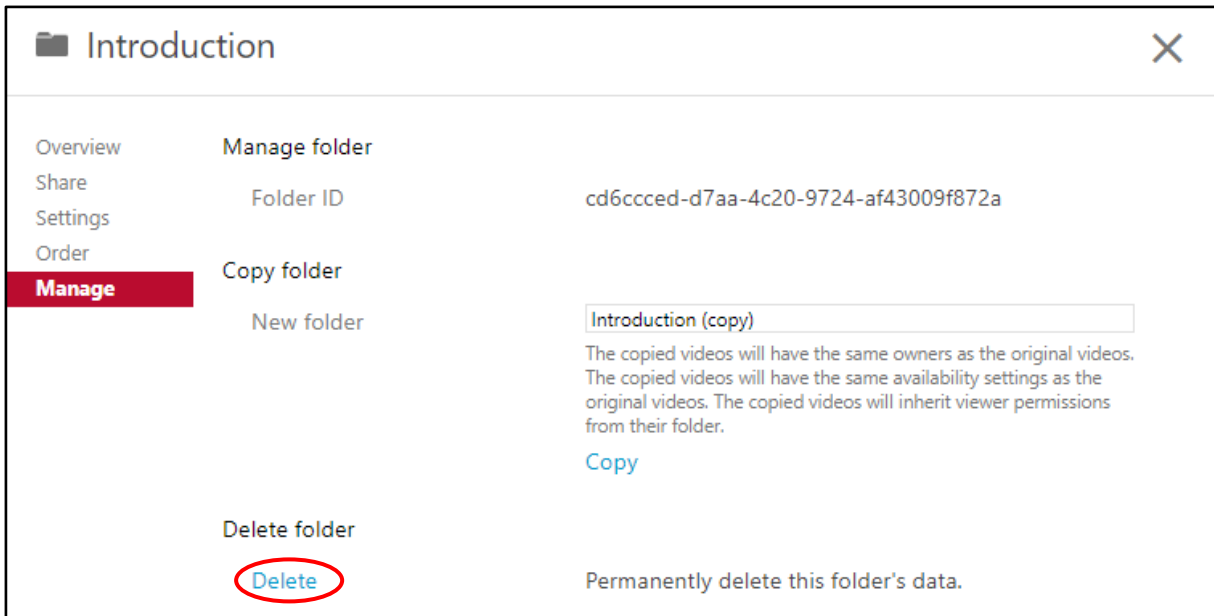 Introduction
Overview
Share
Settings
Order
Manage
Manage folder
Folder ID
cd6ccced-d7aa-4c20-9724-af43009f872a
Copy folder
New folder
Introduction (copy)
The copied videos will have the same owners as the original videos.
The copied videos will have the same availability settings as the
original videos. The copied videos will inherit viewer permissions
from their folder.
Copy
Delete folder
Delete
Permanently delete this folder's data.